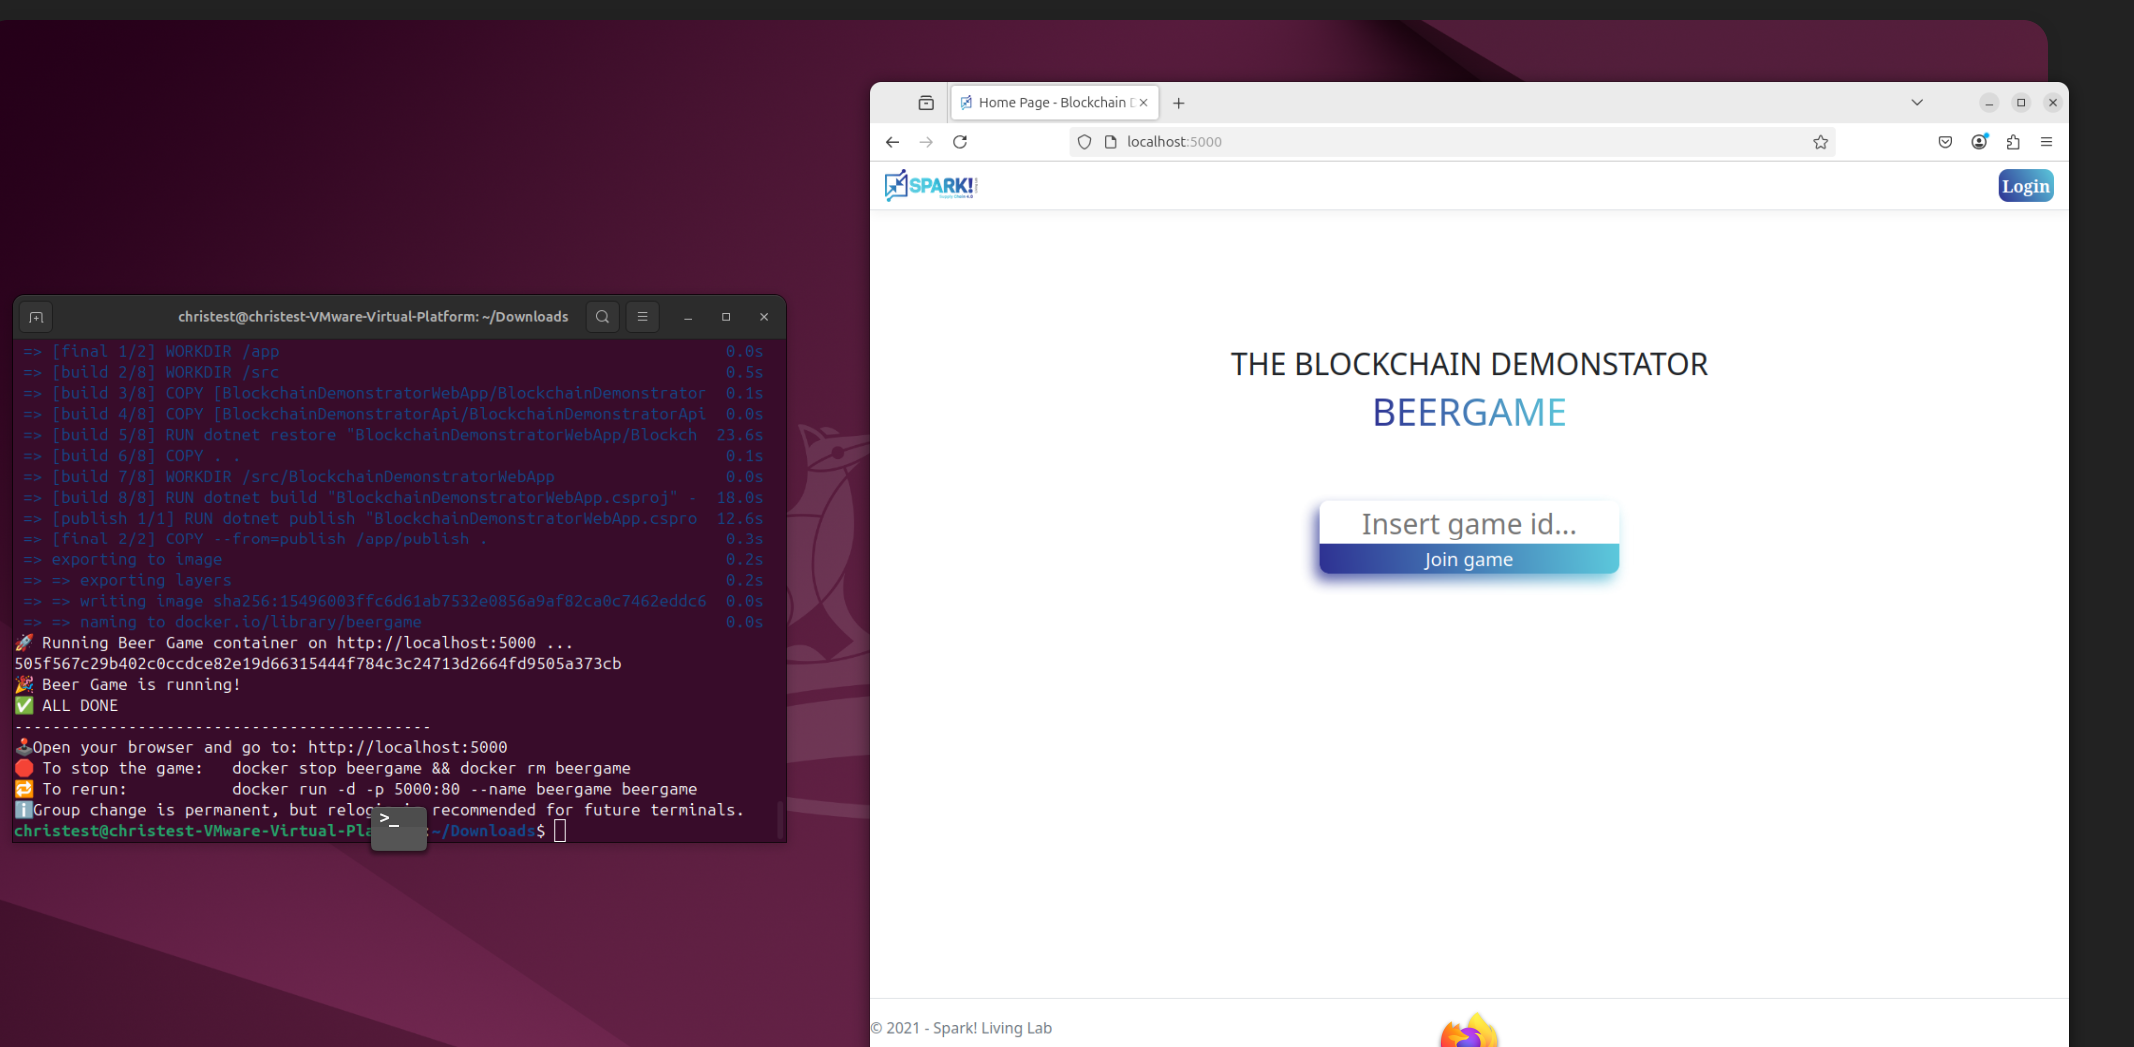 christest@christest-VMware-Virtual-Platform: ~/Downloads
=> [final 1/2] WORKDIR /app 0.0s
=> [build 2/8] WORKDIR /src 0.5s
=> [build 3/8] COPY [BlockchainDemonstratorWebApp/BlockchainDemonstrator 0.1s
=> [build 4/8] COPY [BlockchainDemonstratorApi/BlockchainDemonstratorApi 0.0s
=> [build 5/8] RUN dotnet restore "BlockchainDemonstratorWebApp/Blockch 23.6s
=> [build 6/8] COPY . . 0.1s
=> [build 7/8] WORKDIR /src/BlockchainDemonstratorWebApp 0.0s
=> [build 8/8] RUN dotnet build "BlockchainDemonstratorWebApp.csproj" - 18.0s
=> [publish 1/1] RUN dotnet publish "BlockchainDemonstratorWebApp.cspro 12.6s
=> [final 2/2] COPY --from=publish /app/publish . 0.3s
=> exporting to image 0.2s
=> => exporting layers 0.2s
=> => writing image sha256:15496003ffc6d61ab7532e0856a9af82ca0c7462eddc6 0.0s
=> => naming to docker.io/library/beergame 0.0s
🚀 Running Beer Game container on http://localhost:5000 ...
505f567c29b402c0ccdce82e19d66315444f784c3c24713d2664fd9505a373cb
🎉 Beer Game is running!
✅ ALL DONE
--------------------------------------------
🕹️Open your browser and go to: http://localhost:5000
🛑 To stop the game: docker stop beergame && docker rm beergame
🔁 To rerun: docker run -d -p 5000:80 --name beergame beergame
ℹ️Group change is permanent, but recommended for future terminals.
christest@christest-VMware-Virtual-Pla :~/Downloads$
Home Page - Blockchain
localhost:5000
SPARK!
Login
THE BLOCKCHAIN DEMONSTATOR
BEERGAME
Insert game id...
Join game
© 2021 - Spark! Living Lab